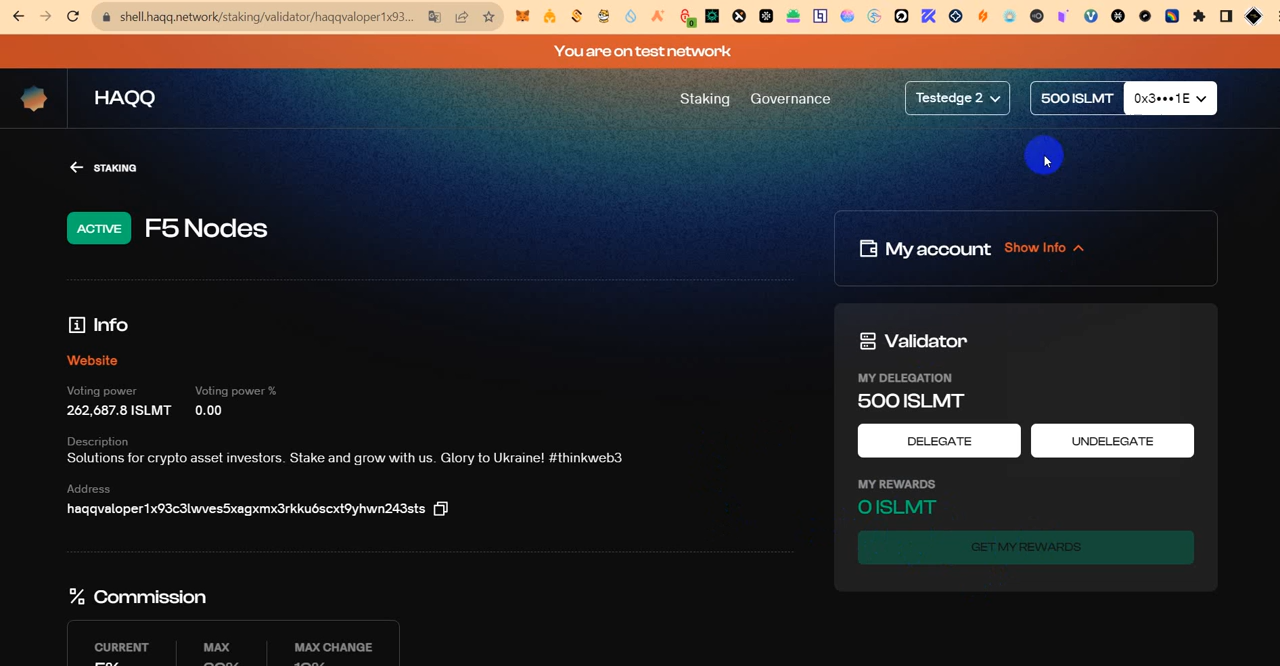 shell.haqq.network/staking/validator/haqqvaloper1x93...
0
You are on test network
HAQQ
Staking
Governance
Testedge 2
500 ISLMT
0x3•••1E
STAKING
ACTIVE
F5 Nodes
My account
Show Info
Info
Website
Voting power
Voting power %
262,687.8 ISLMT
0.00
Description
Solutions for crypto asset investors. Stake and grow with us. Glory to Ukraine! #thinkweb3
Address
haqqvaloper1x93c3lwves5xagxmx3rkku6scxt9yhwn243sts
Validator
MY DELEGATION
500 ISLMT
DELEGATE
UNDELEGATE
MY REWARDS
0 ISLMT
GET MY REWARDS
Commission
CURRENT
MAX
MAX CHANGE